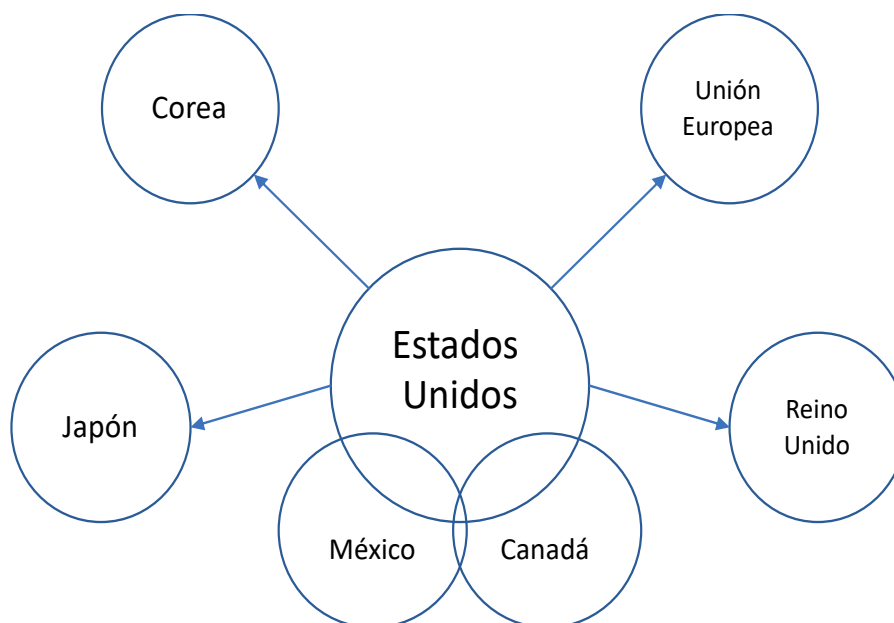 Corea
Unión
Europea
Estados
Unidos
Japón
Reino
Unido
México
Canadá